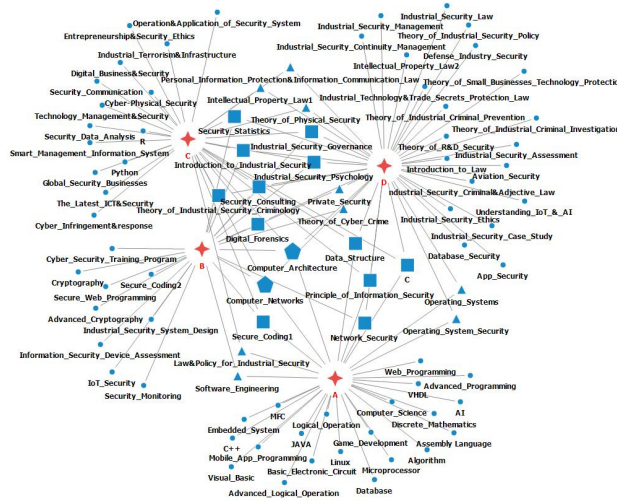 Industrial_Security_Law
Operation&Application_of_Security_System
Industrial_Security_Management
Entrepreneurship&Security_Ethics
Theory_of_Industrial_Security_Policy
Industrial_Security_Continuity_Management
Industrial_Terrorism&Infrastructure
Defense_Industry_Security
Intellectual_Property_Law2
Digital_Business&Security
Personal_Information_Protection&Information_Communication_Law
Theory_of_Small_Businesses_Technology_Protection
Security_Communication
Intellectual_Property_Law1
Industrial_Technology&Trade_Secrets_Protection_Law
Cyber-Physical_Security
Technology_Management&Security
Theory_of_Physical_Security
Theory_of_Industrial_Criminal_Prevention
Security_Data_Analysis
R
Security_Statistics
Theory_of_Industrial_Criminal_Investigation
Industrial_Security_Governance
Theory_of_R&D_Security
Smart_Management_Information_System
C
Industrial_Security_Assessment
Introduction_to_Industrial_Security
Introduction_to_Law
Python
Industrial_Security_Psychology
D
Aviation_Security
Global_Security_Businesses
Industrial_Security_Criminal&Adjective_Law
The_Latest_ICT&Security
Security_Consulting
Private_Security
Theory_of_Industrial_Security_Criminology
Understanding_IoT_&_AI
Cyber_Infringement&response
Theory_of_Cyber_Crime
Industrial_Security_Ethics
Digital_Forensics
Industrial_Security_Case_Study
Cyber_Security_Training_Program
Data_Structure
Database_Security
B
Computer_Architecture
App_Security
Cryptography
Secure_Coding2
C
Principle_of_Information_Security
Secure_Web_Programming
Computer_Networks
Operating_Systems
Advanced_Cryptography
Industrial_Security_System_Design
Secure_Coding1
Network_Security
Operating_System_Security
Information_Security_Device_Assessment
Law&Policy_for_Industrial_Security
Web_Programming
IoT_Security
Software_Engineering
Advanced_Programming
Security_Monitoring
A
VHDL
MFC
Computer_Science
AI
Embedded_System
Logical_Operation
Discrete_Mathematics
C++
JAVA
Game_Development
Assembly Language
Mobile_App_Programming
Linux
Algorithm
Visual_Basic
Basic_Electronic_Circuit
Microprocessor
Advanced_Logical_Operation
Database